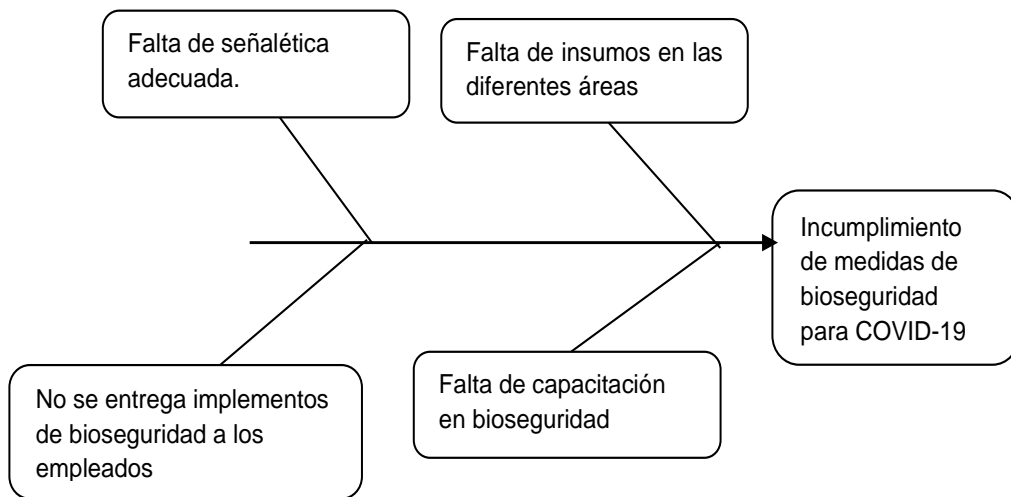 Falta de señalética
adecuada.
Falta de insumos en las
diferentes áreas
Incumplimiento
de medidas de
bioseguridad
para COVID-19
No se entrega implementos
de bioseguridad a los
empleados
Falta de capacitación
en bioseguridad